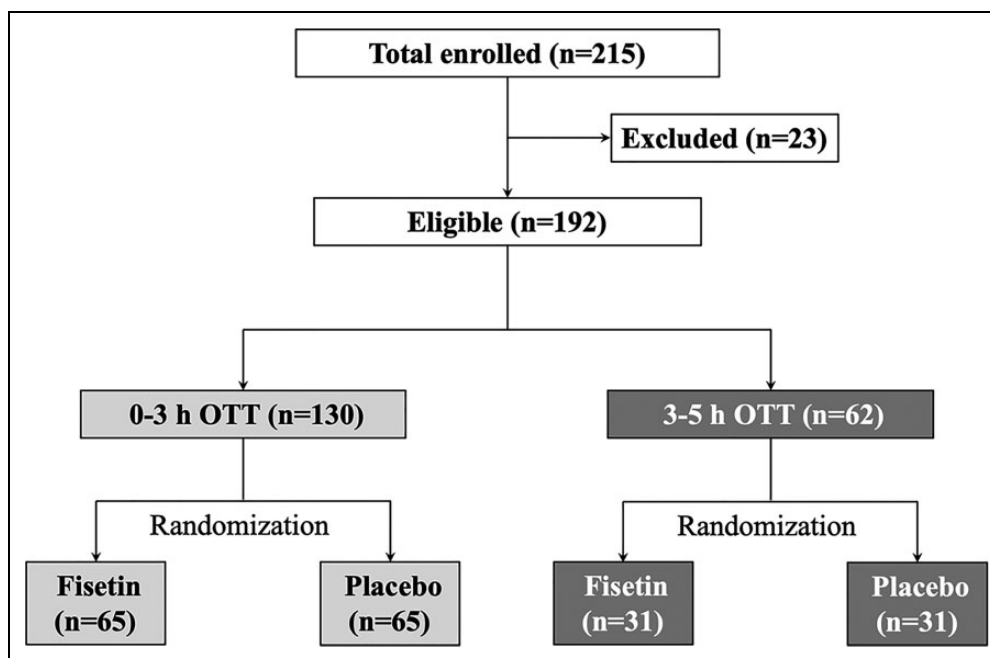 Total enrolled (n=215)
Excluded (n=23)
Eligible (n=192)
0-3 h OTT (n=130)
3-5 h OTT (n=62)
Randomization
Randomization
Fisetin
(n=65)
Placebo
(n=65)
Fisetin
(n=31)
Placebo
(n=31)